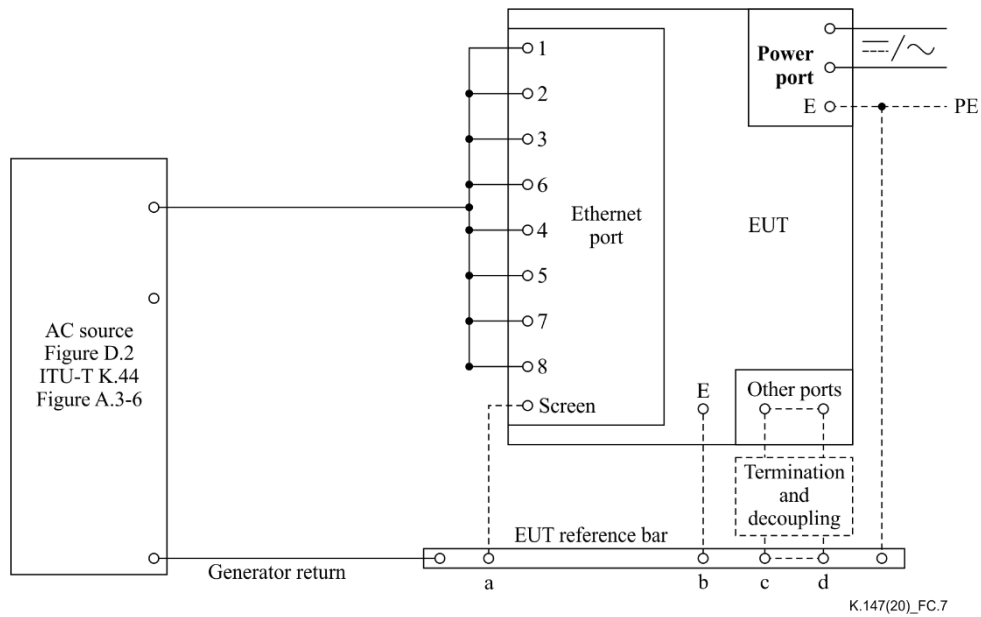 1
2
3
6
4
5
7
8
Screen
Ethernet
port
EUT
Power
port
E
PE
AC source
Figure D.2
ITU-T K.44
Figure A.3-6
E
Other ports
Termination
and
decoupling
EUT reference bar
Generator return
a
b
c
d
K.147(20)_FC.7